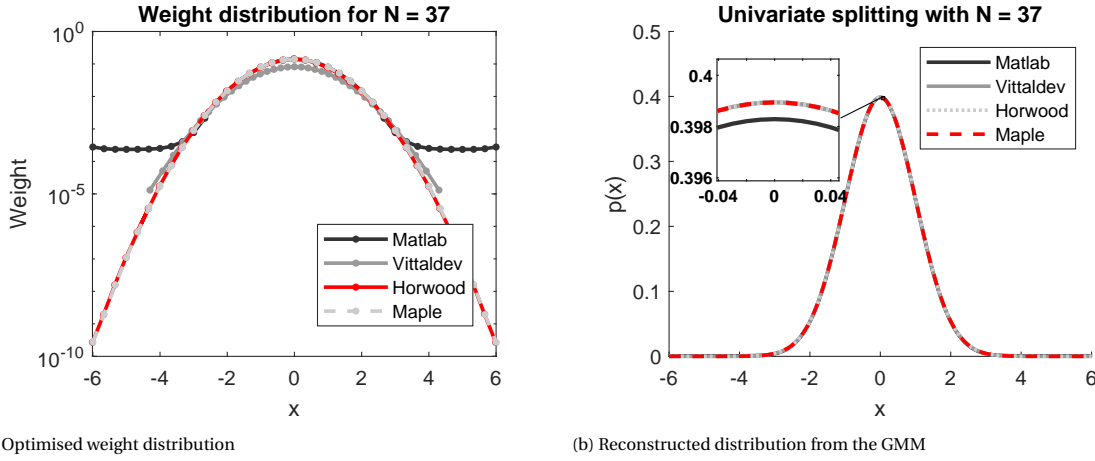 Weight distribution for N = 37
10^0
10^-5
10^-10
Weight
-6
-4
-2
0
2
4
6
x
Matlab
Vittaldev
Horwood
Maple
Optimised weight distribution
Univariate splitting with N = 37
0.5
0.4
0.3
0.2
0.1
0
p(x)
0.4
0.398
0.396
-0.04
0
0.04
Matlab
Vittaldev
Horwood
Maple
-6
-4
-2
0
2
4
6
x
(b) Reconstructed distribution from the GMM